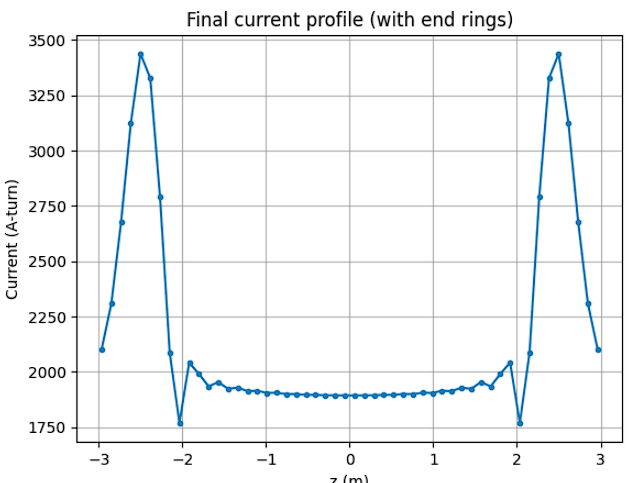 Final current profile (with end rings)
3500
3250
3000
2750
2500
2250
2000
1750
Current (A-turn)
−3 −2 −1 0 1 2 3
z (m)